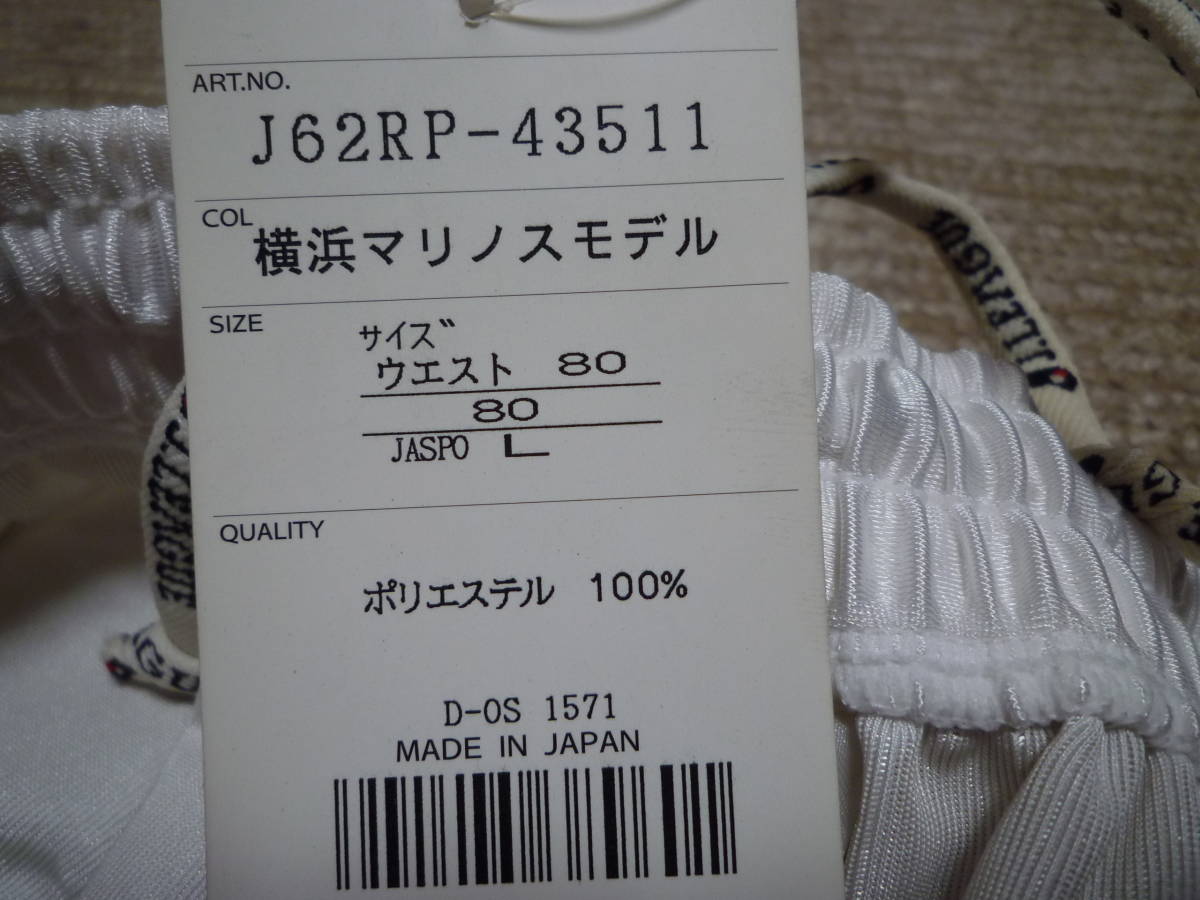 ART.NO.
J62RP-43511
COL 横浜マリノスモデル
SIZE
サイズ
ウエスト 80
80
JASPO L
QUALITY
ポリエステル 100%
D-OS 1571
MADE IN JAPAN
J.LEAGUE
J.LEAGUE